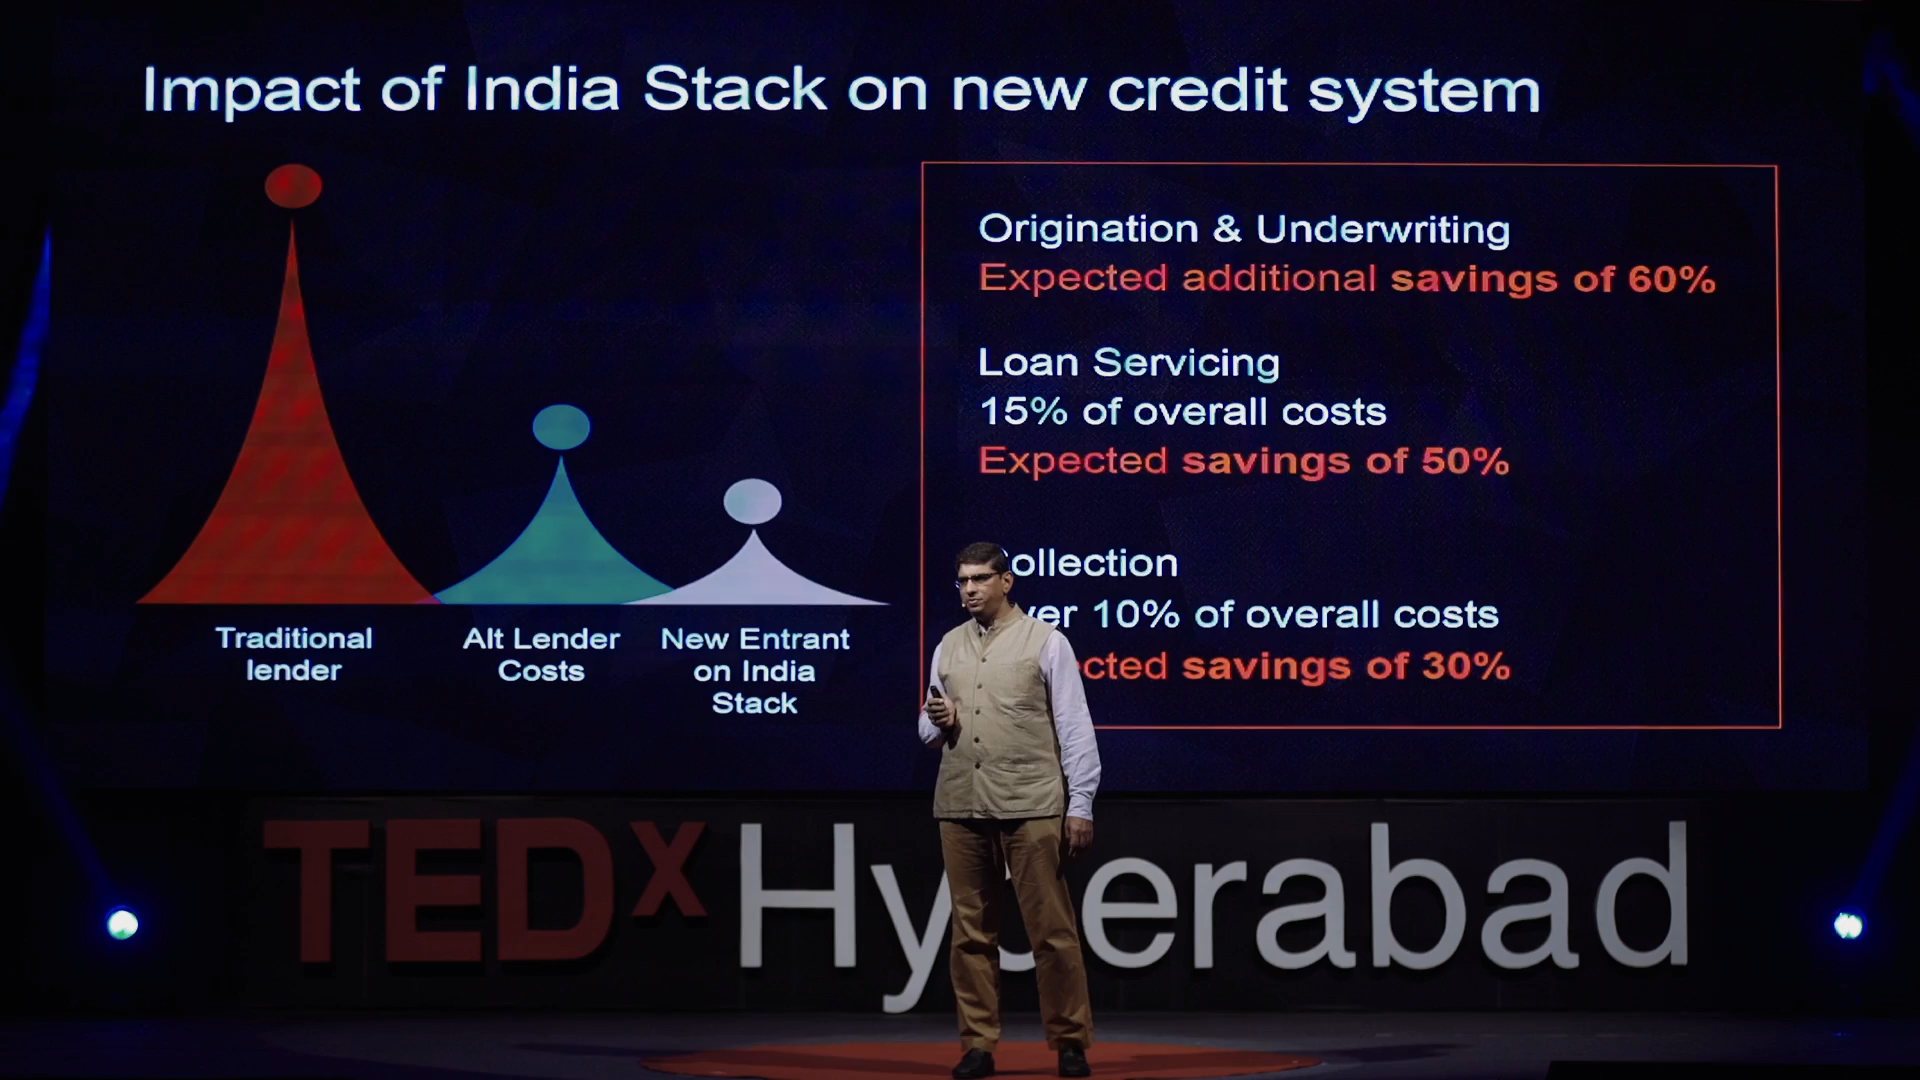 Impact of India Stack on new credit system
Traditional
lender
Alt Lender
Costs
New Entrant
on India
Stack
Origination & Underwriting
Expected additional savings of 60%
Loan Servicing
15% of overall costs
Expected savings of 50%
ollection
er 10% of overall costs
cted savings of 30%
TEDx Hyderabad